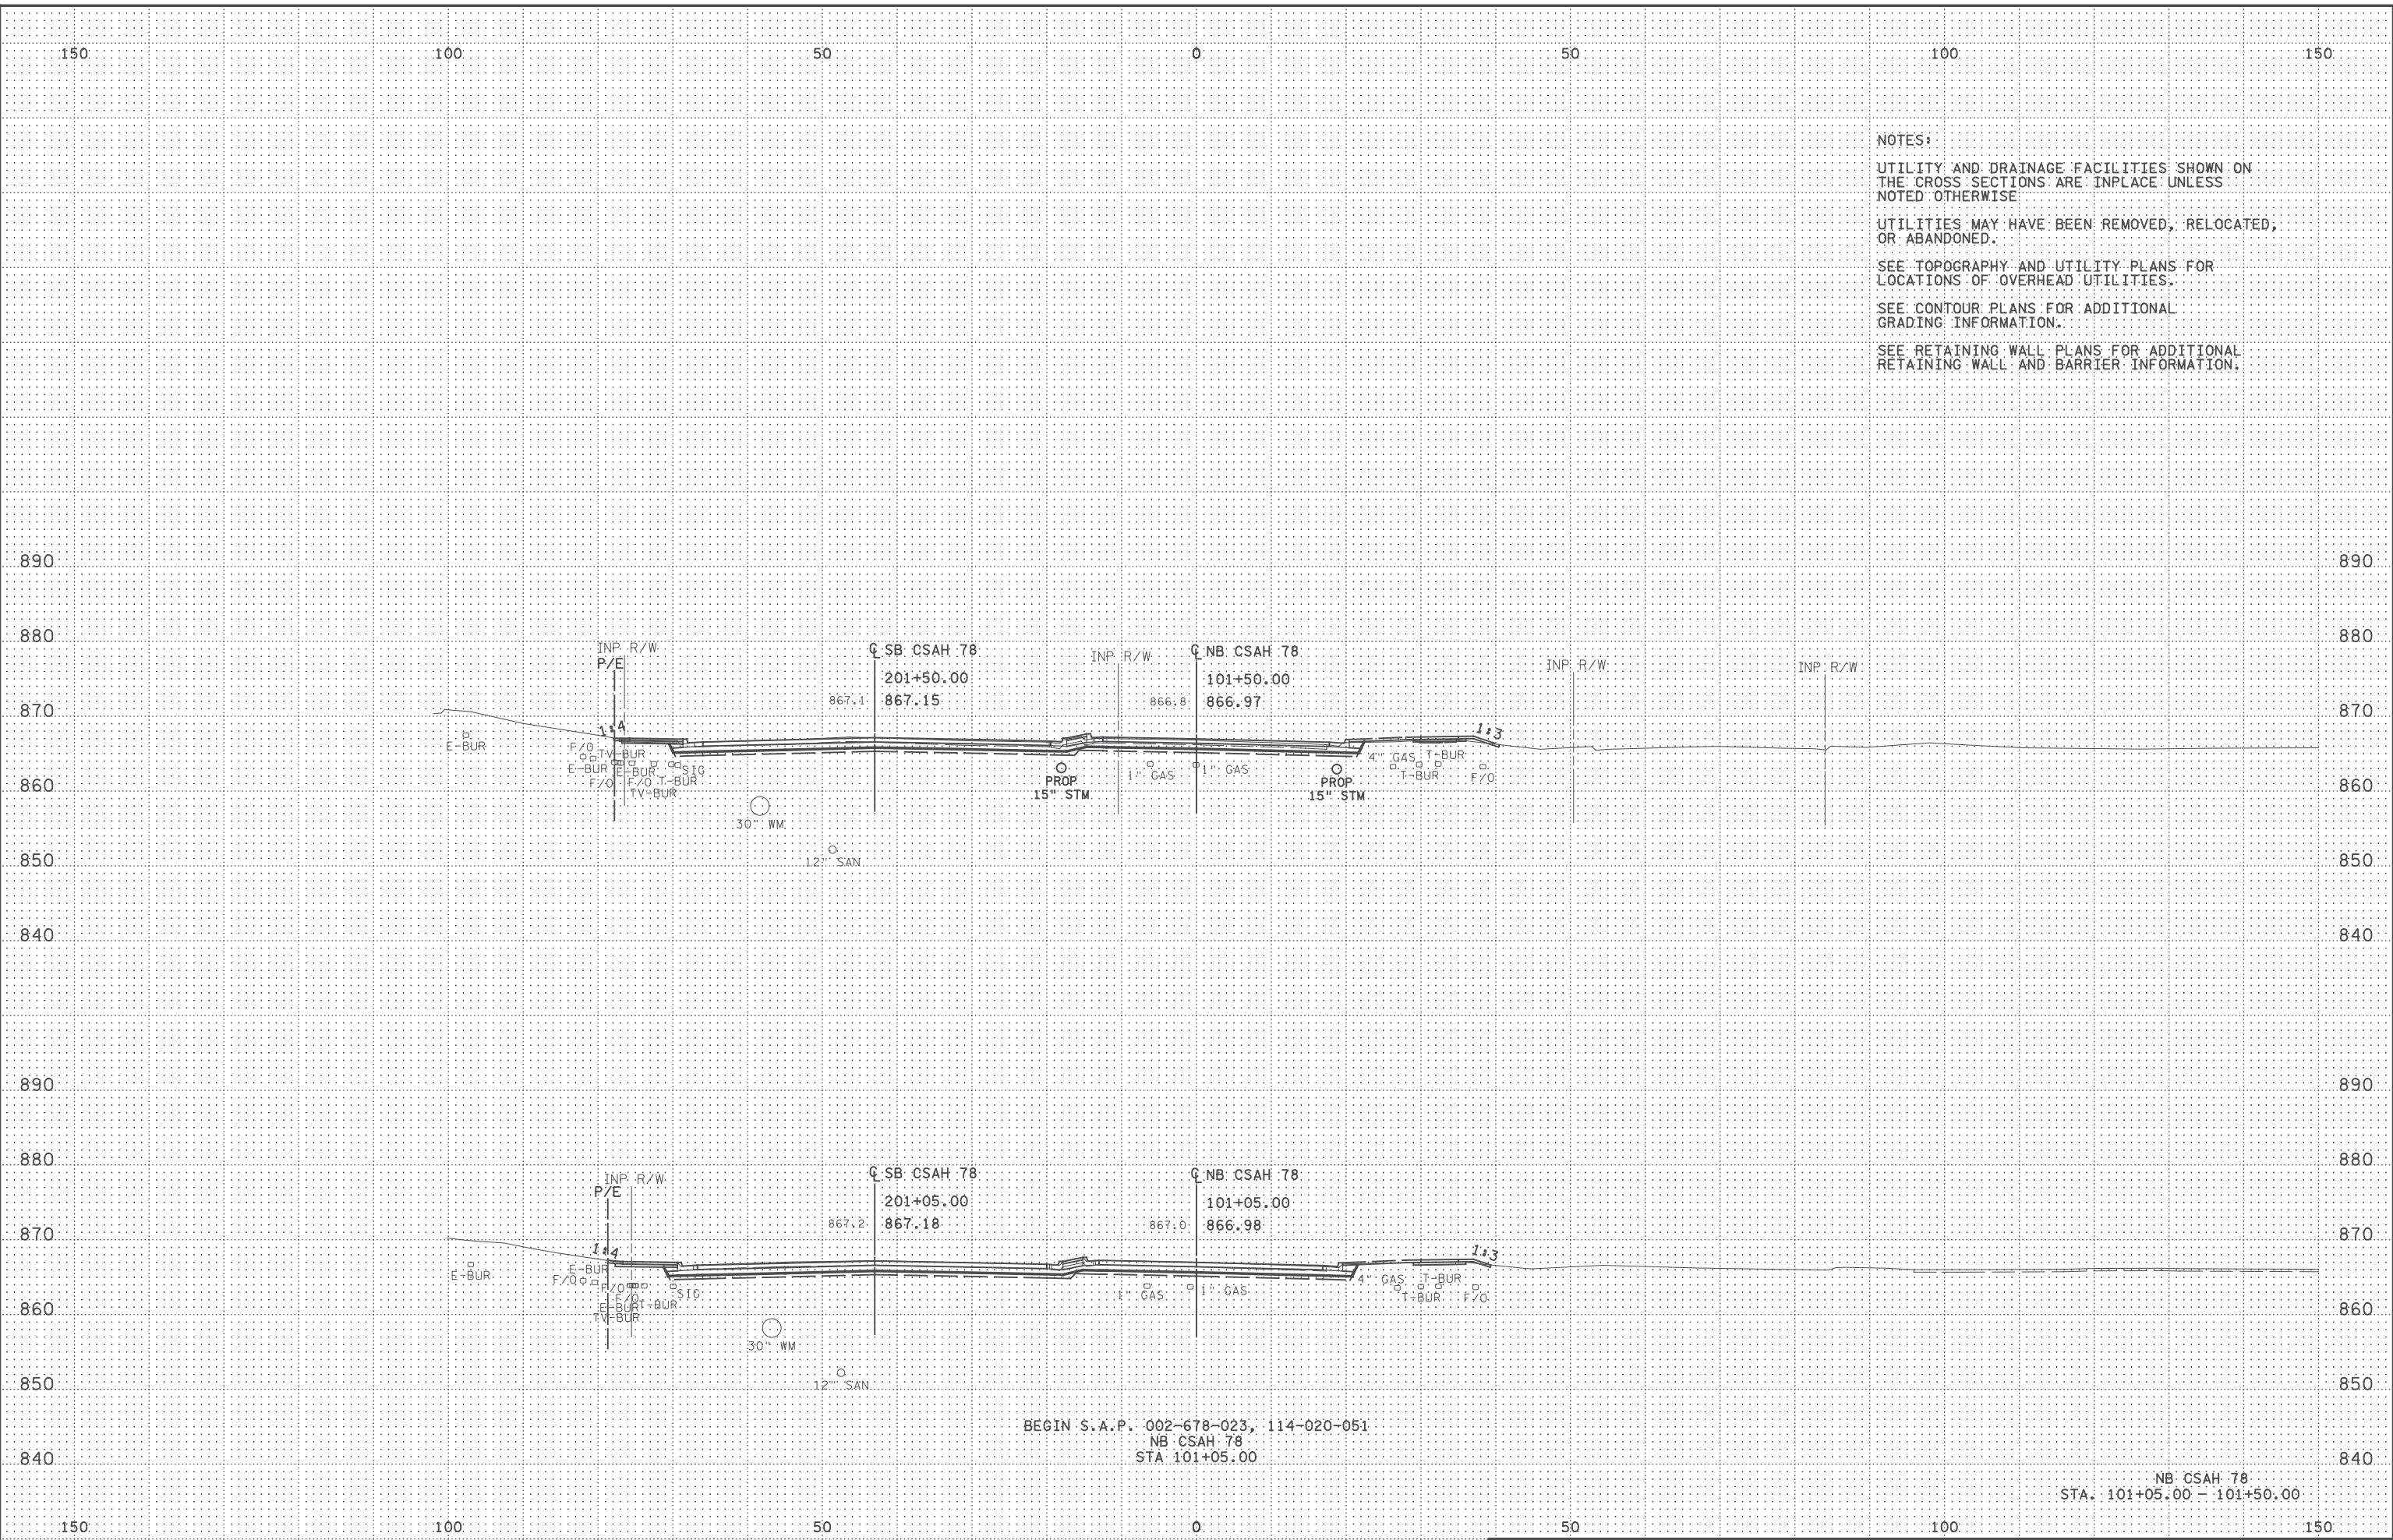 150 100 50 0 50 100 150
NOTES:
UTILITY AND DRAINAGE FACILITIES SHOWN ON
THE CROSS SECTIONS ARE INPLACE UNLESS
NOTED OTHERWISE
UTILITIES MAY HAVE BEEN REMOVED, RELOCATED,
OR ABANDONED.
SEE TOPOGRAPHY AND UTILITY PLANS FOR
LOCATIONS OF OVERHEAD UTILITIES.
SEE CONTOUR PLANS FOR ADDITIONAL
GRADING INFORMATION.
SEE RETAINING WALL PLANS FOR ADDITIONAL
RETAINING WALL AND BARRIER INFORMATION.
890 890
880 880
INP R/W
P/E
℄ SB CSAH 78
201+50.00
867.1 867.15
INP R/W
℄ NB CSAH 78
101+50.00
866.8 866.97
INP R/W
INP R/W
870 870
1:4
1:3
E-BUR
F/O
TV-BUR
E-BUR
E-BUR
SIG
F/O
F/O
T-BUR
TV-BUR
PROP
15" STM
1" GAS
1" GAS
PROP
15" STM
4" GAS
T-BUR
T-BUR
F/O
860 860
30" WM
12" SAN
850 850
840 840
890 890
880 880
INP R/W
P/E
℄ SB CSAH 78
201+05.00
867.2 867.18
℄ NB CSAH 78
101+05.00
867.0 866.98
870 870
1:4
1:3
E-BUR
E-BUR
F/O
F/O
F/O
E-BUR
T-BUR
TV-BUR
SIG
1" GAS
1" GAS
4" GAS
T-BUR
T-BUR
F/O
860 860
30" WM
12" SAN
850 850
BEGIN S.A.P. 002-678-023, 114-020-051
NB CSAH 78
STA 101+05.00
840 840
NB CSAH 78
STA. 101+05.00 - 101+50.00
150 100 50 0 50 100 150